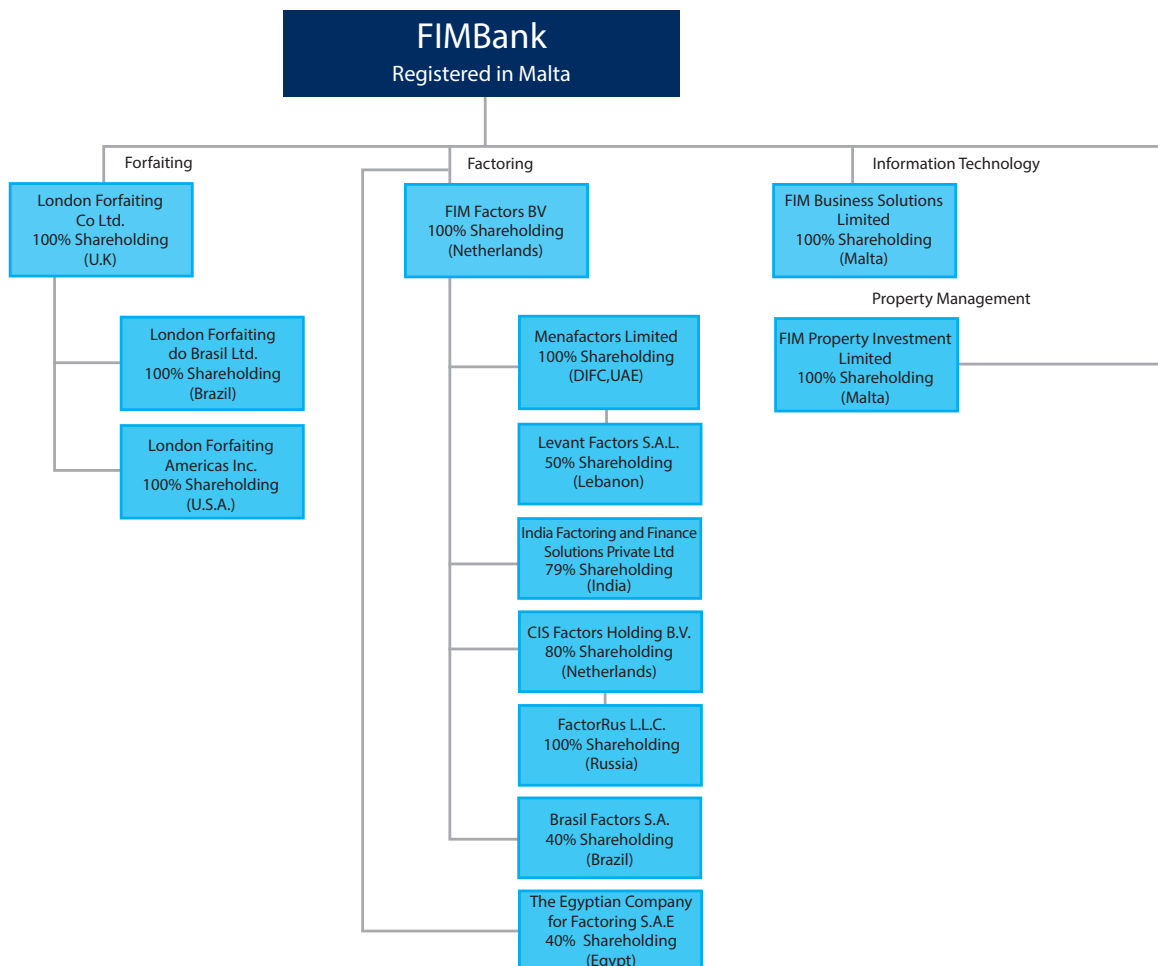 FIMBank
Registered in Malta
Forfaiting
Factoring
Information Technology
London Forfaiting
Co Ltd.
100% Shareholding
(U.K)
FIM Factors BV
100% Shareholding
(Netherlands)
FIM Business Solutions
Limited
100% Shareholding
(Malta)
Property Management
London Forfaiting
do Brasil Ltd.
100% Shareholding
(Brazil)
Menafactors Limited
100% Shareholding
(DIFC,UAE)
FIM Property Investment
Limited
100% Shareholding
(Malta)
London Forfaiting
Americas Inc.
100% Shareholding
(U.S.A.)
Levant Factors S.A.L.
50% Shareholding
(Lebanon)
India Factoring and Finance
Solutions Private Ltd
79% Shareholding
(India)
CIS Factors Holding B.V.
80% Shareholding
(Netherlands)
FactorRus L.L.C.
100% Shareholding
(Russia)
Brasil Factors S.A.
40% Shareholding
(Brazil)
The Egyptian Company
for Factoring S.A.E
40% Shareholding
(Egypt)